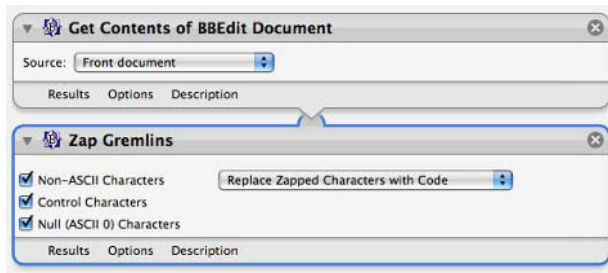 Get Contents of BBEdit Document
Source: Front document
Results Options Description
Zap Gremlins
Non-ASCII Characters Replace Zapped Characters with Code
Control Characters
Null (ASCII 0) Characters
Results Options Description